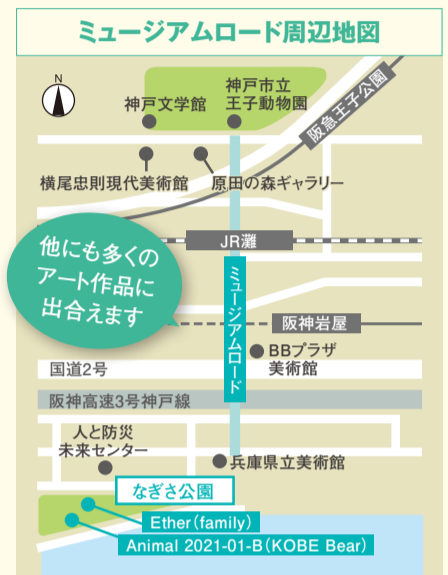 ミュージアムロード周辺地図
N
神戸文学館
神戸市立
王子動物園
阪急王子公園
横尾忠則現代美術館
原田の森ギャラリー
JR灘
他にも多くの
アート作品に
出合えます
ミュージアムロード
阪神岩屋
BBプラザ
美術館
国道2号
阪神高速3号神戸線
人と防災
未来センター
兵庫県立美術館
なぎさ公園
Ether(family)
Animal 2021-01-B(KOBE Bear)